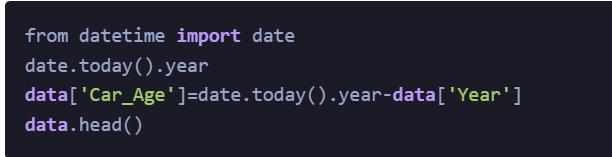 from datetime import date
date.today().year
data['Car_Age']=date.today().year-data['Year']
data.head()